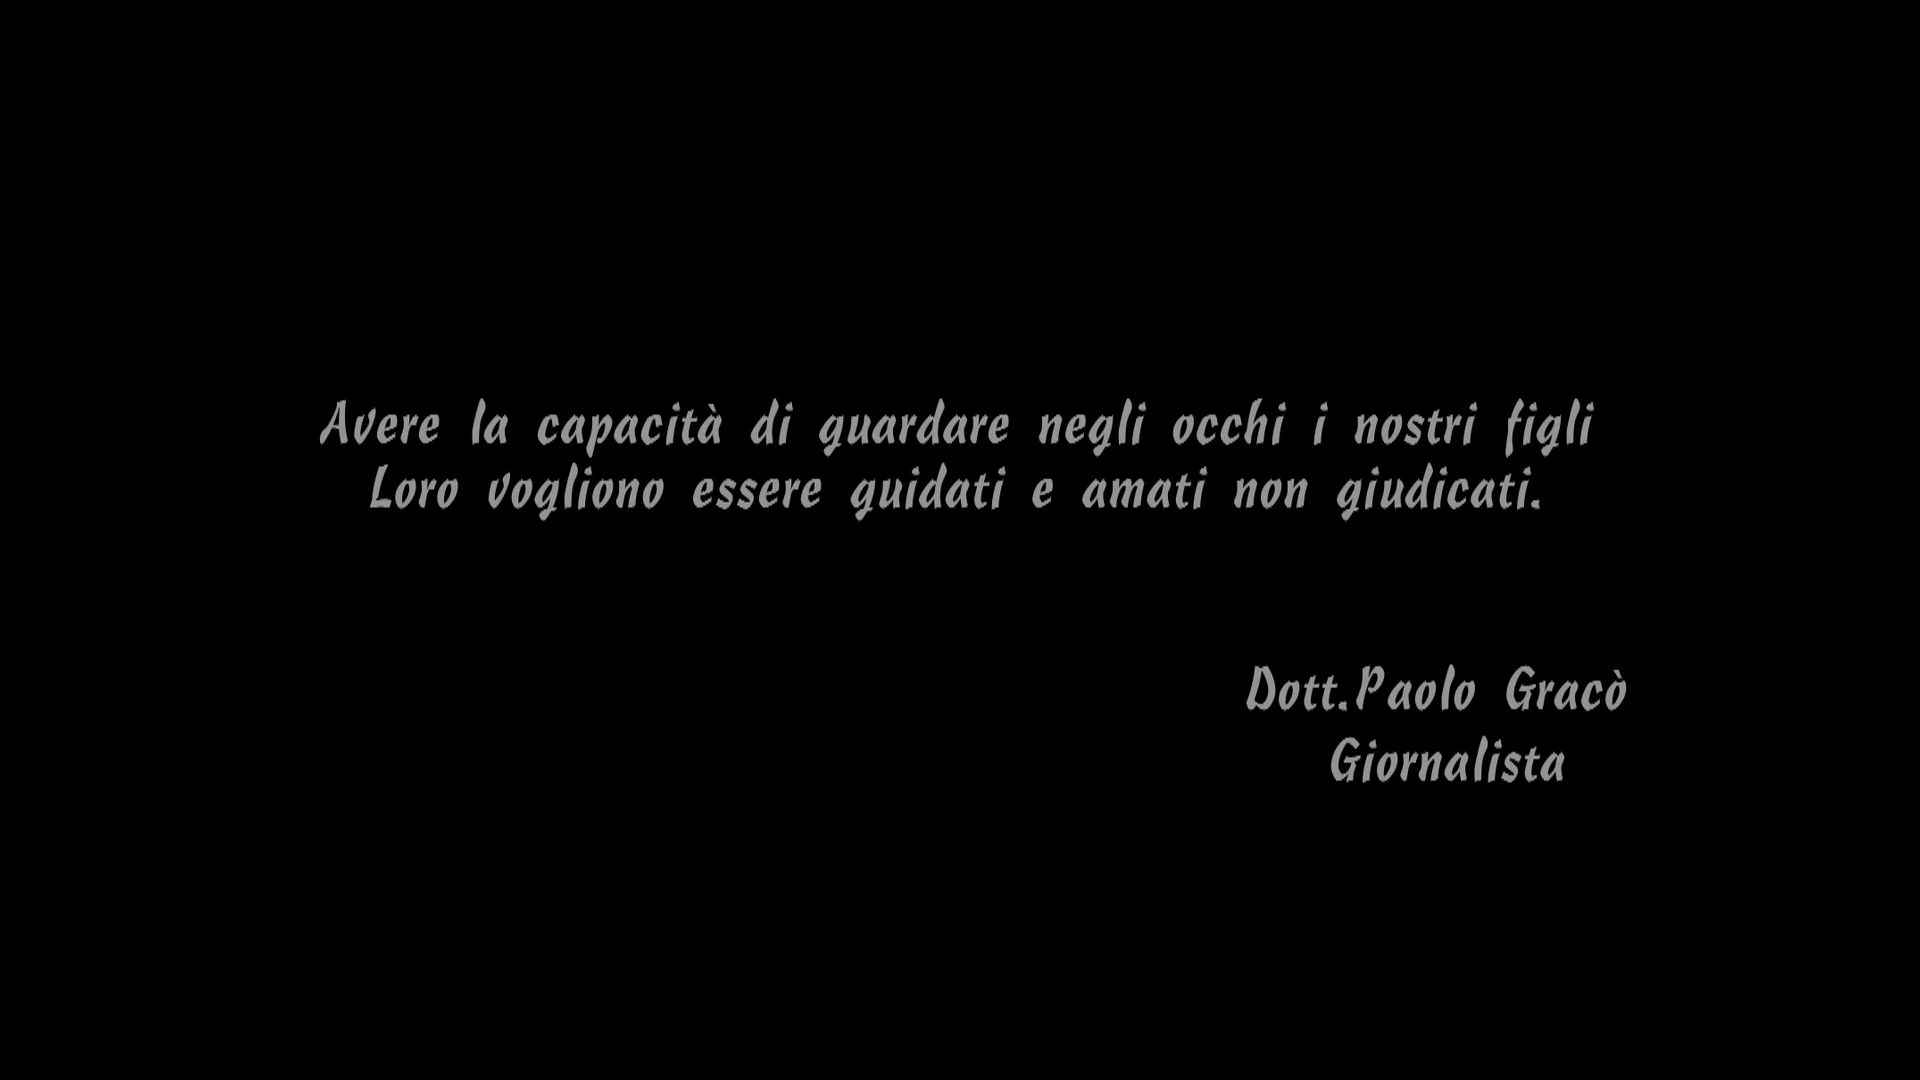 Avere la capacità di guardare negli occhi i nostri figli
Loro vogliono essere guidati e amati non giudicati.
Dott.Paolo Gracò
Giornalista